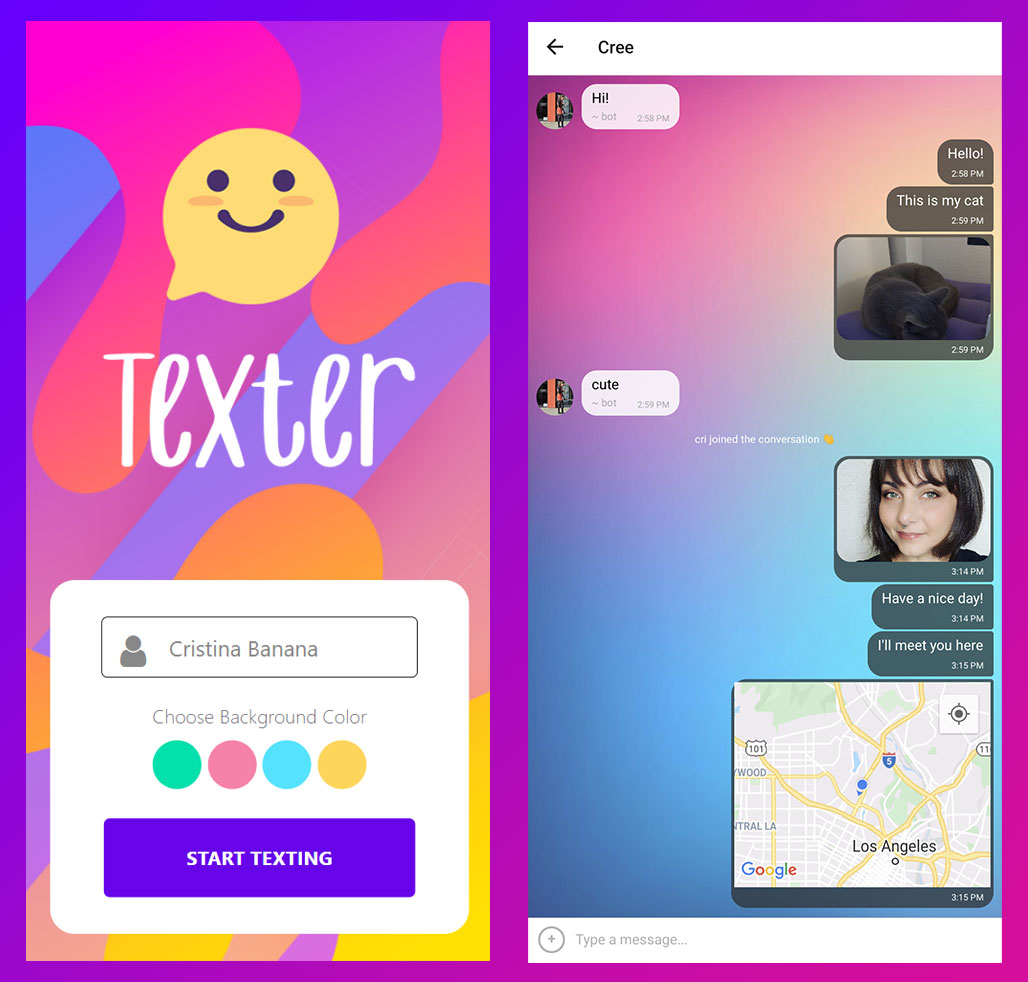 Texter
Cristina Banana
Choose Background Color
START TEXTING
Cree
Hi!
~ bot 2:58 PM
Hello!
2:58 PM
This is my cat
2:59 PM
2:59 PM
cute
~ bot 2:59 PM
cri joined the conversation 👋
3:14 PM
Have a nice day!
3:14 PM
I'll meet you here
3:15 PM
101
5
YWOOD
NTRAL LA
Los Angeles
Google
3:15 PM
Type a message...